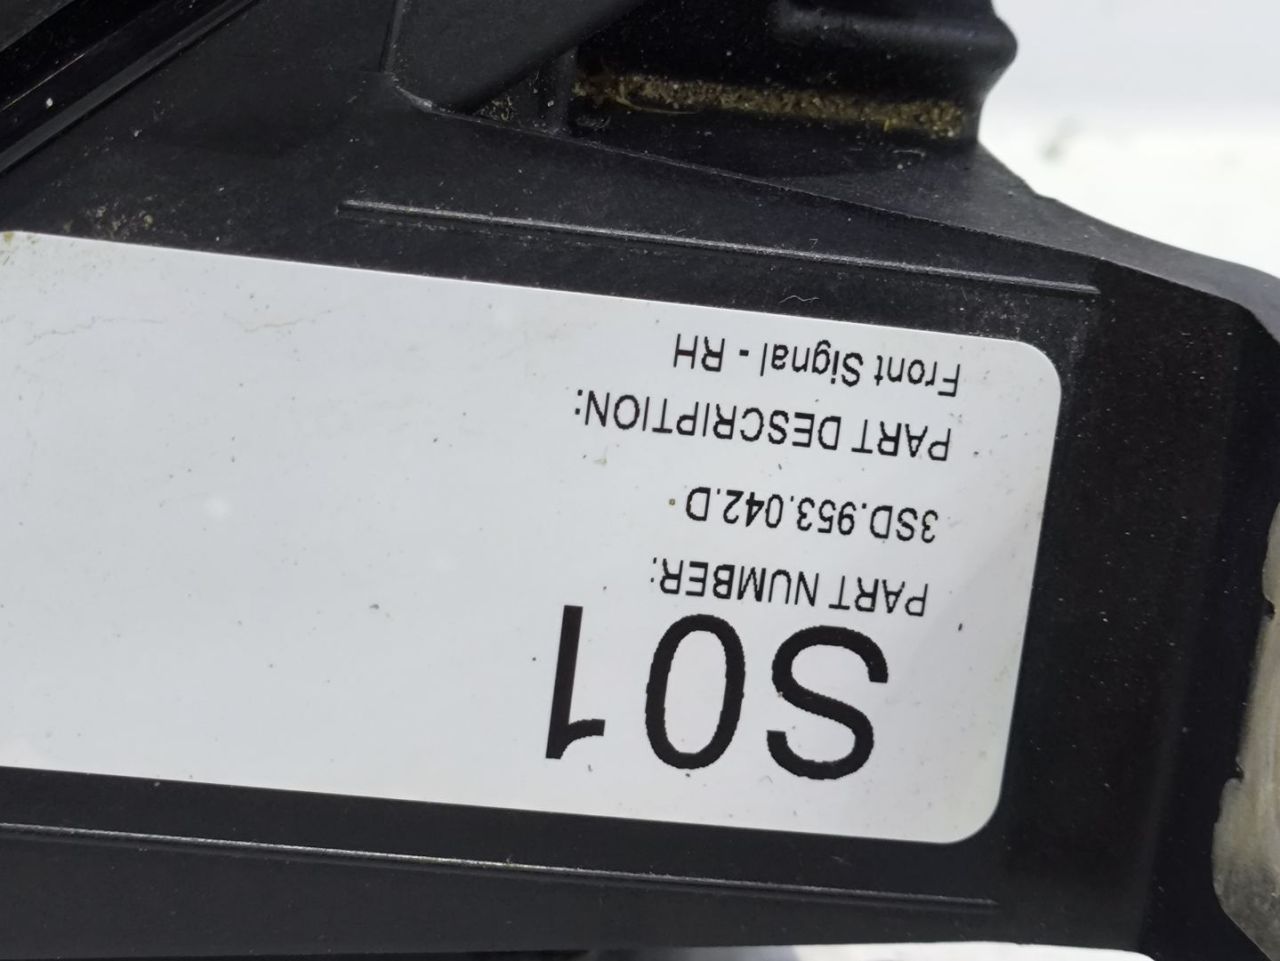 S01
PART NUMBER:
3SD.953.042.D
PART DESCRIPTION:
Front Signal - RH